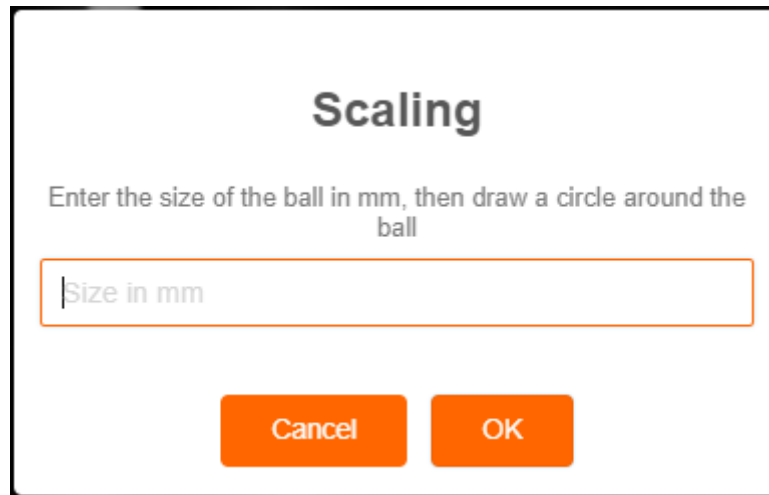 Scaling
Enter the size of the ball in mm, then draw a circle around the
ball
Size in mm
Cancel OK